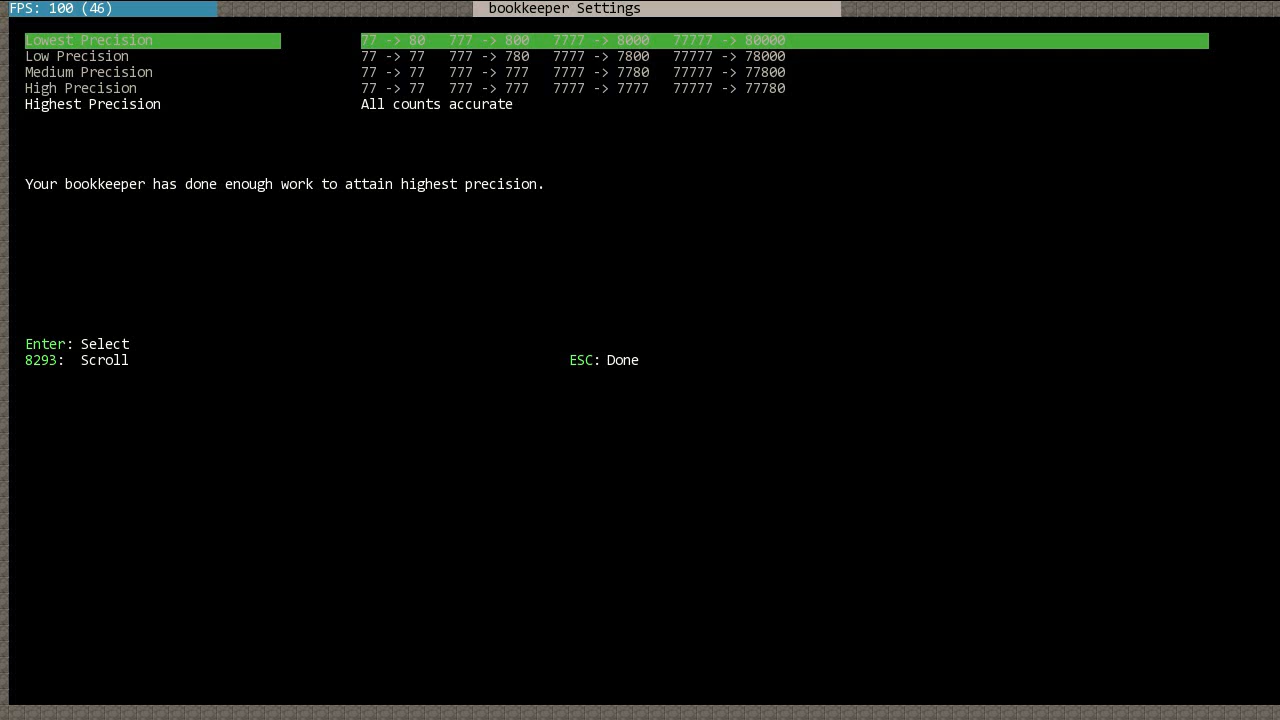 FPS: 100 (46)   bookkeeper Settings
Lowest Precision   77 -> 80   777 -> 800   7777 -> 8000   77777 -> 80000
Low Precision   77 -> 77   777 -> 780   7777 -> 7800   77777 -> 78000
Medium Precision   77 -> 77   777 -> 777   7777 -> 7780   77777 -> 77800
High Precision   77 -> 77   777 -> 777   7777 -> 7777   77777 -> 77780
Highest Precision   All counts accurate
Your bookkeeper has done enough work to attain highest precision.
Enter: Select
8293:  Scroll   ESC: Done